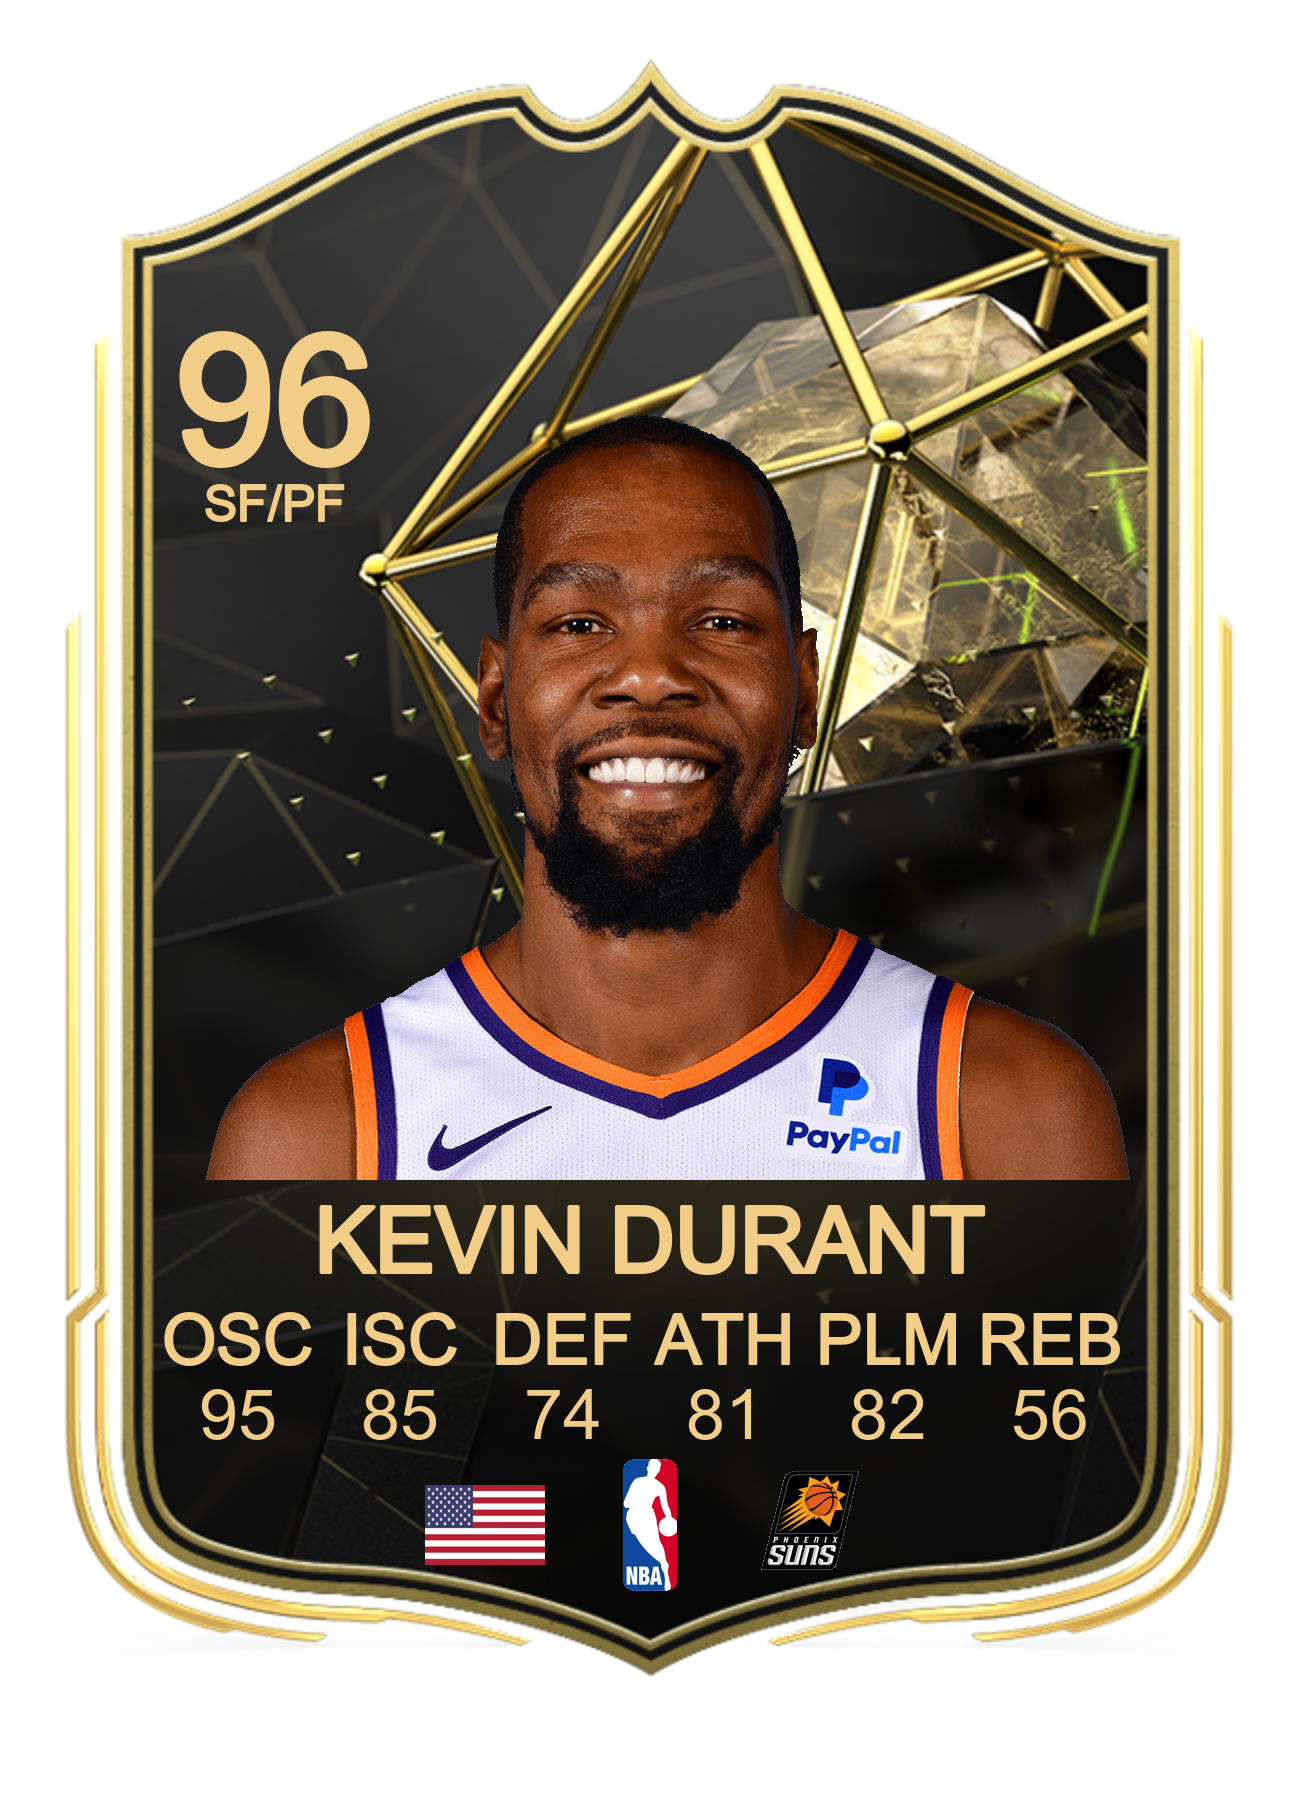 96
SF/PF
PayPal
KEVIN DURANT
OSC ISC DEF ATH PLM REB
95 85 74 81 82 56
NBA
PHOENIX
SUNS